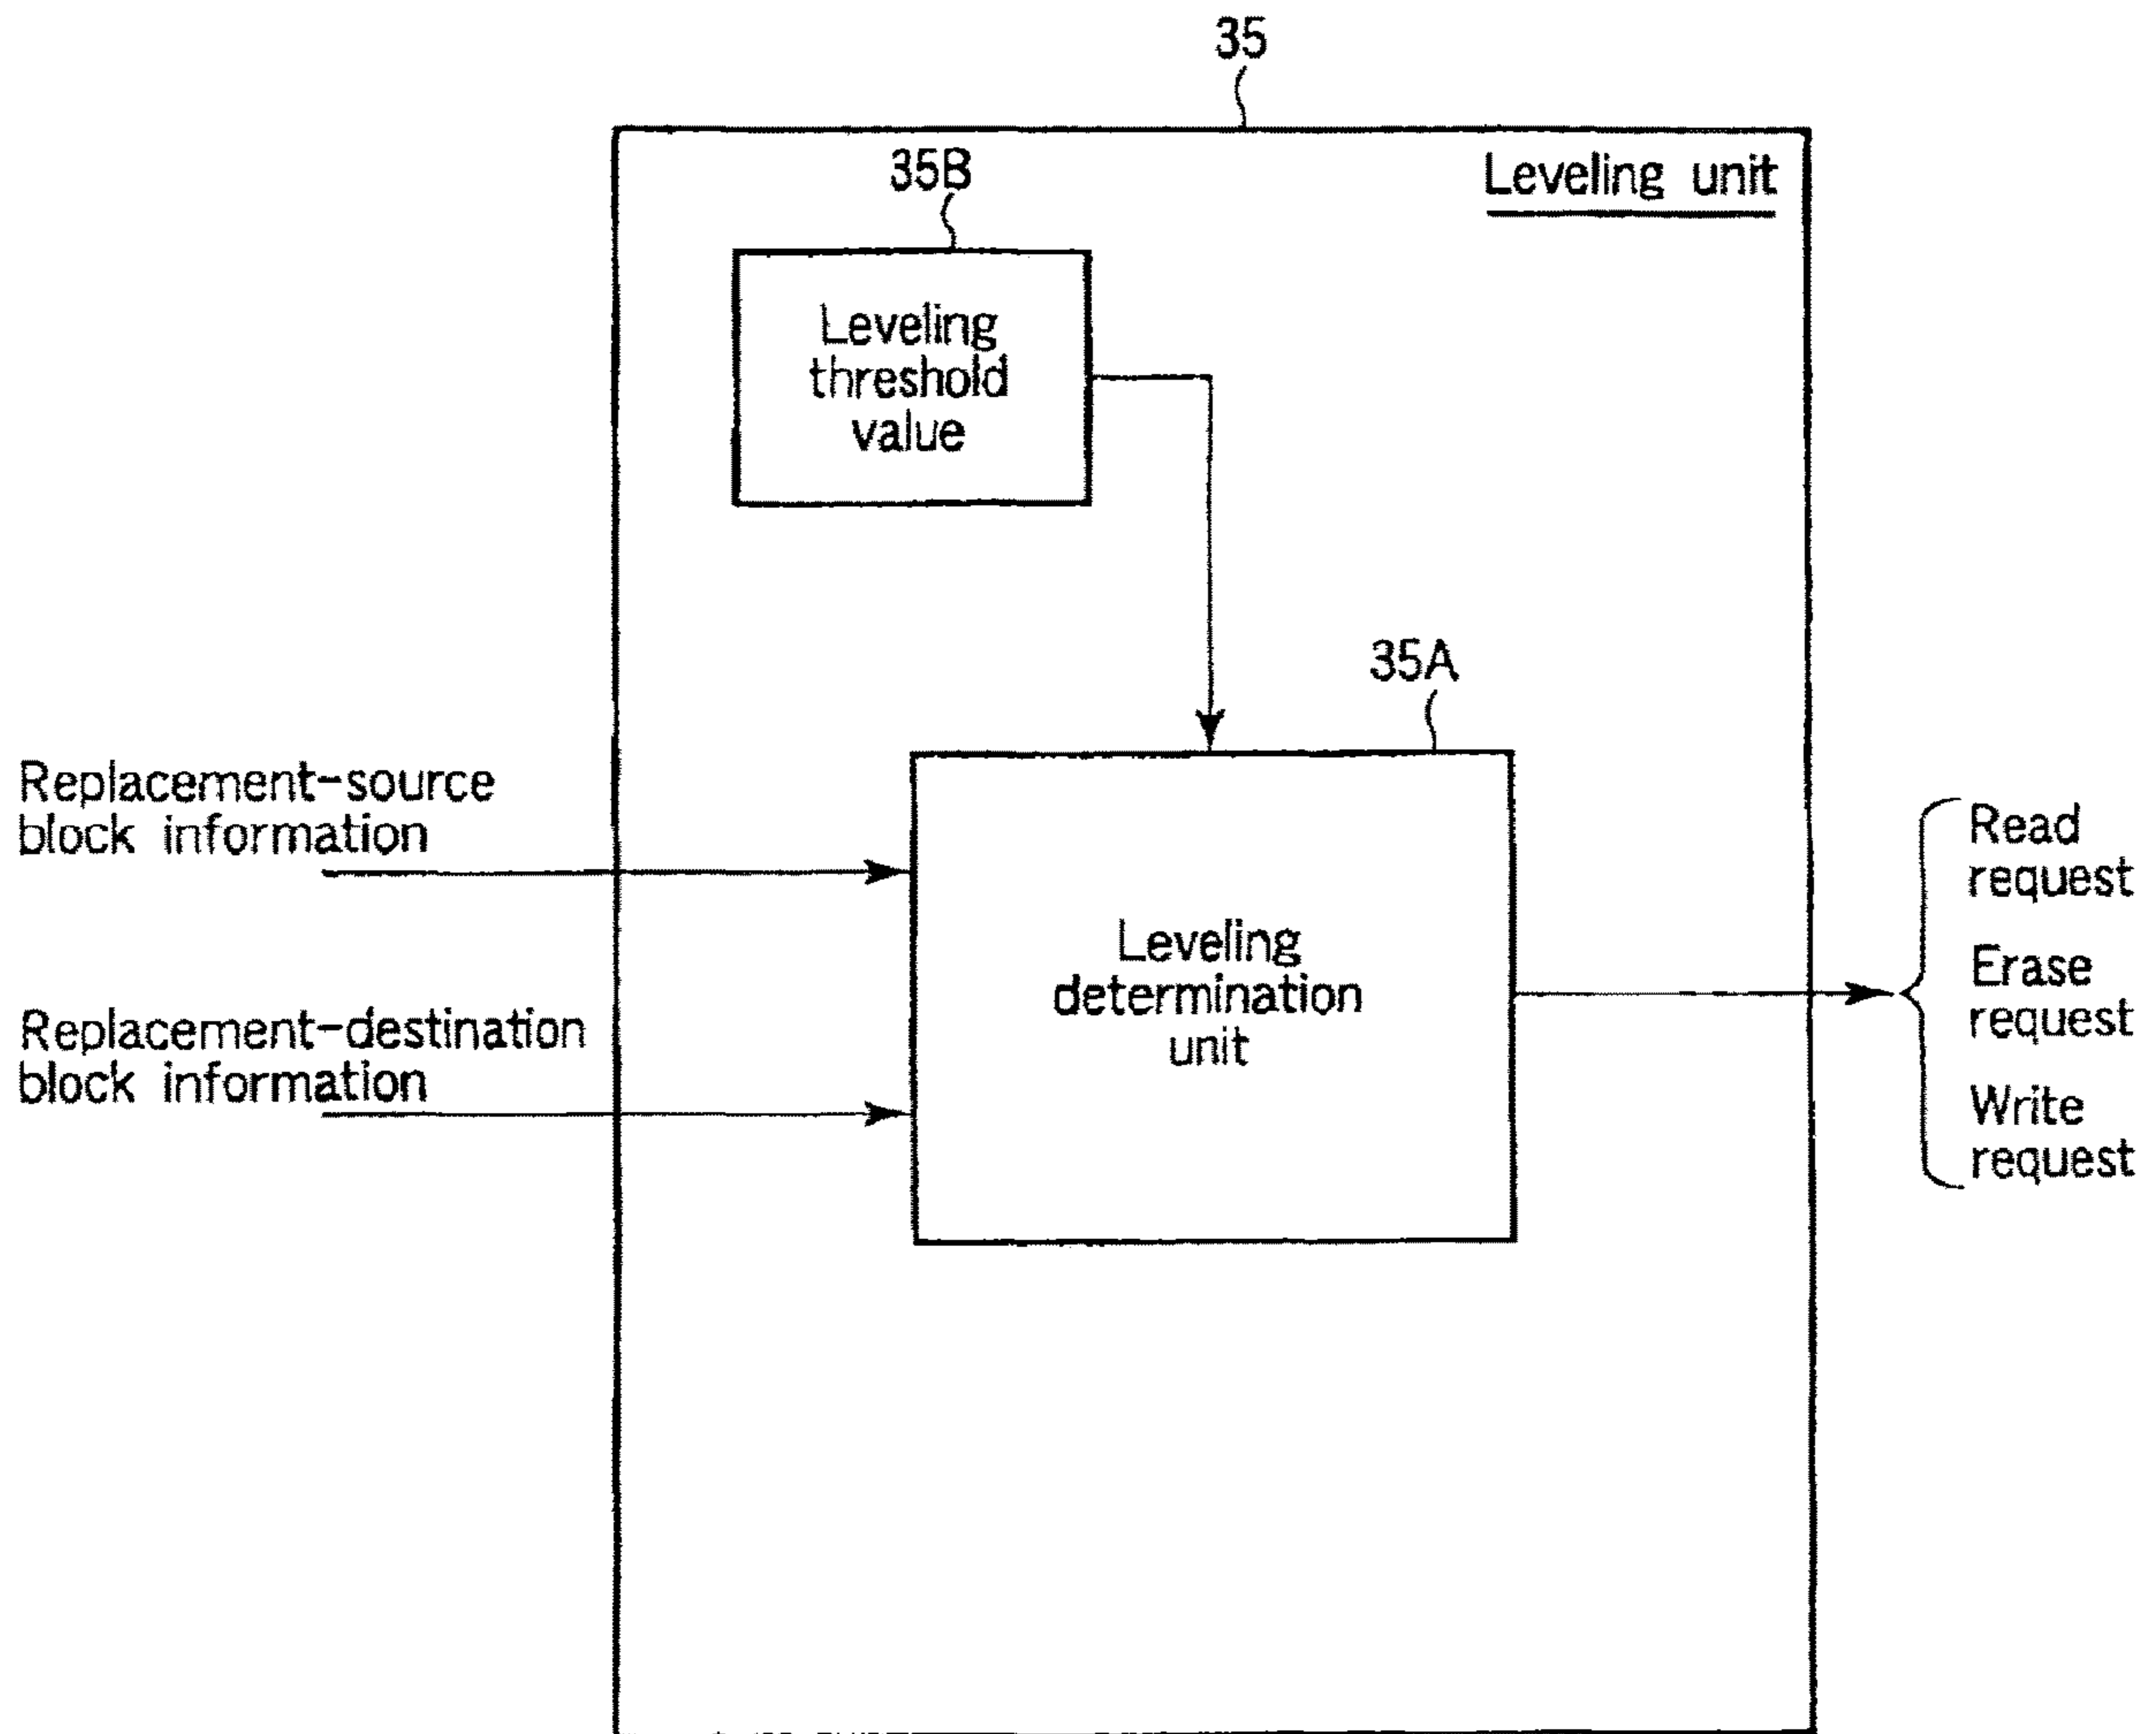 35
Leveling unit
35B
Leveling
threshold
value
35A
Replacement-source
block information
Replacement-destination
block information
Leveling
determination
unit
Read
request
Erase
request
Write
request